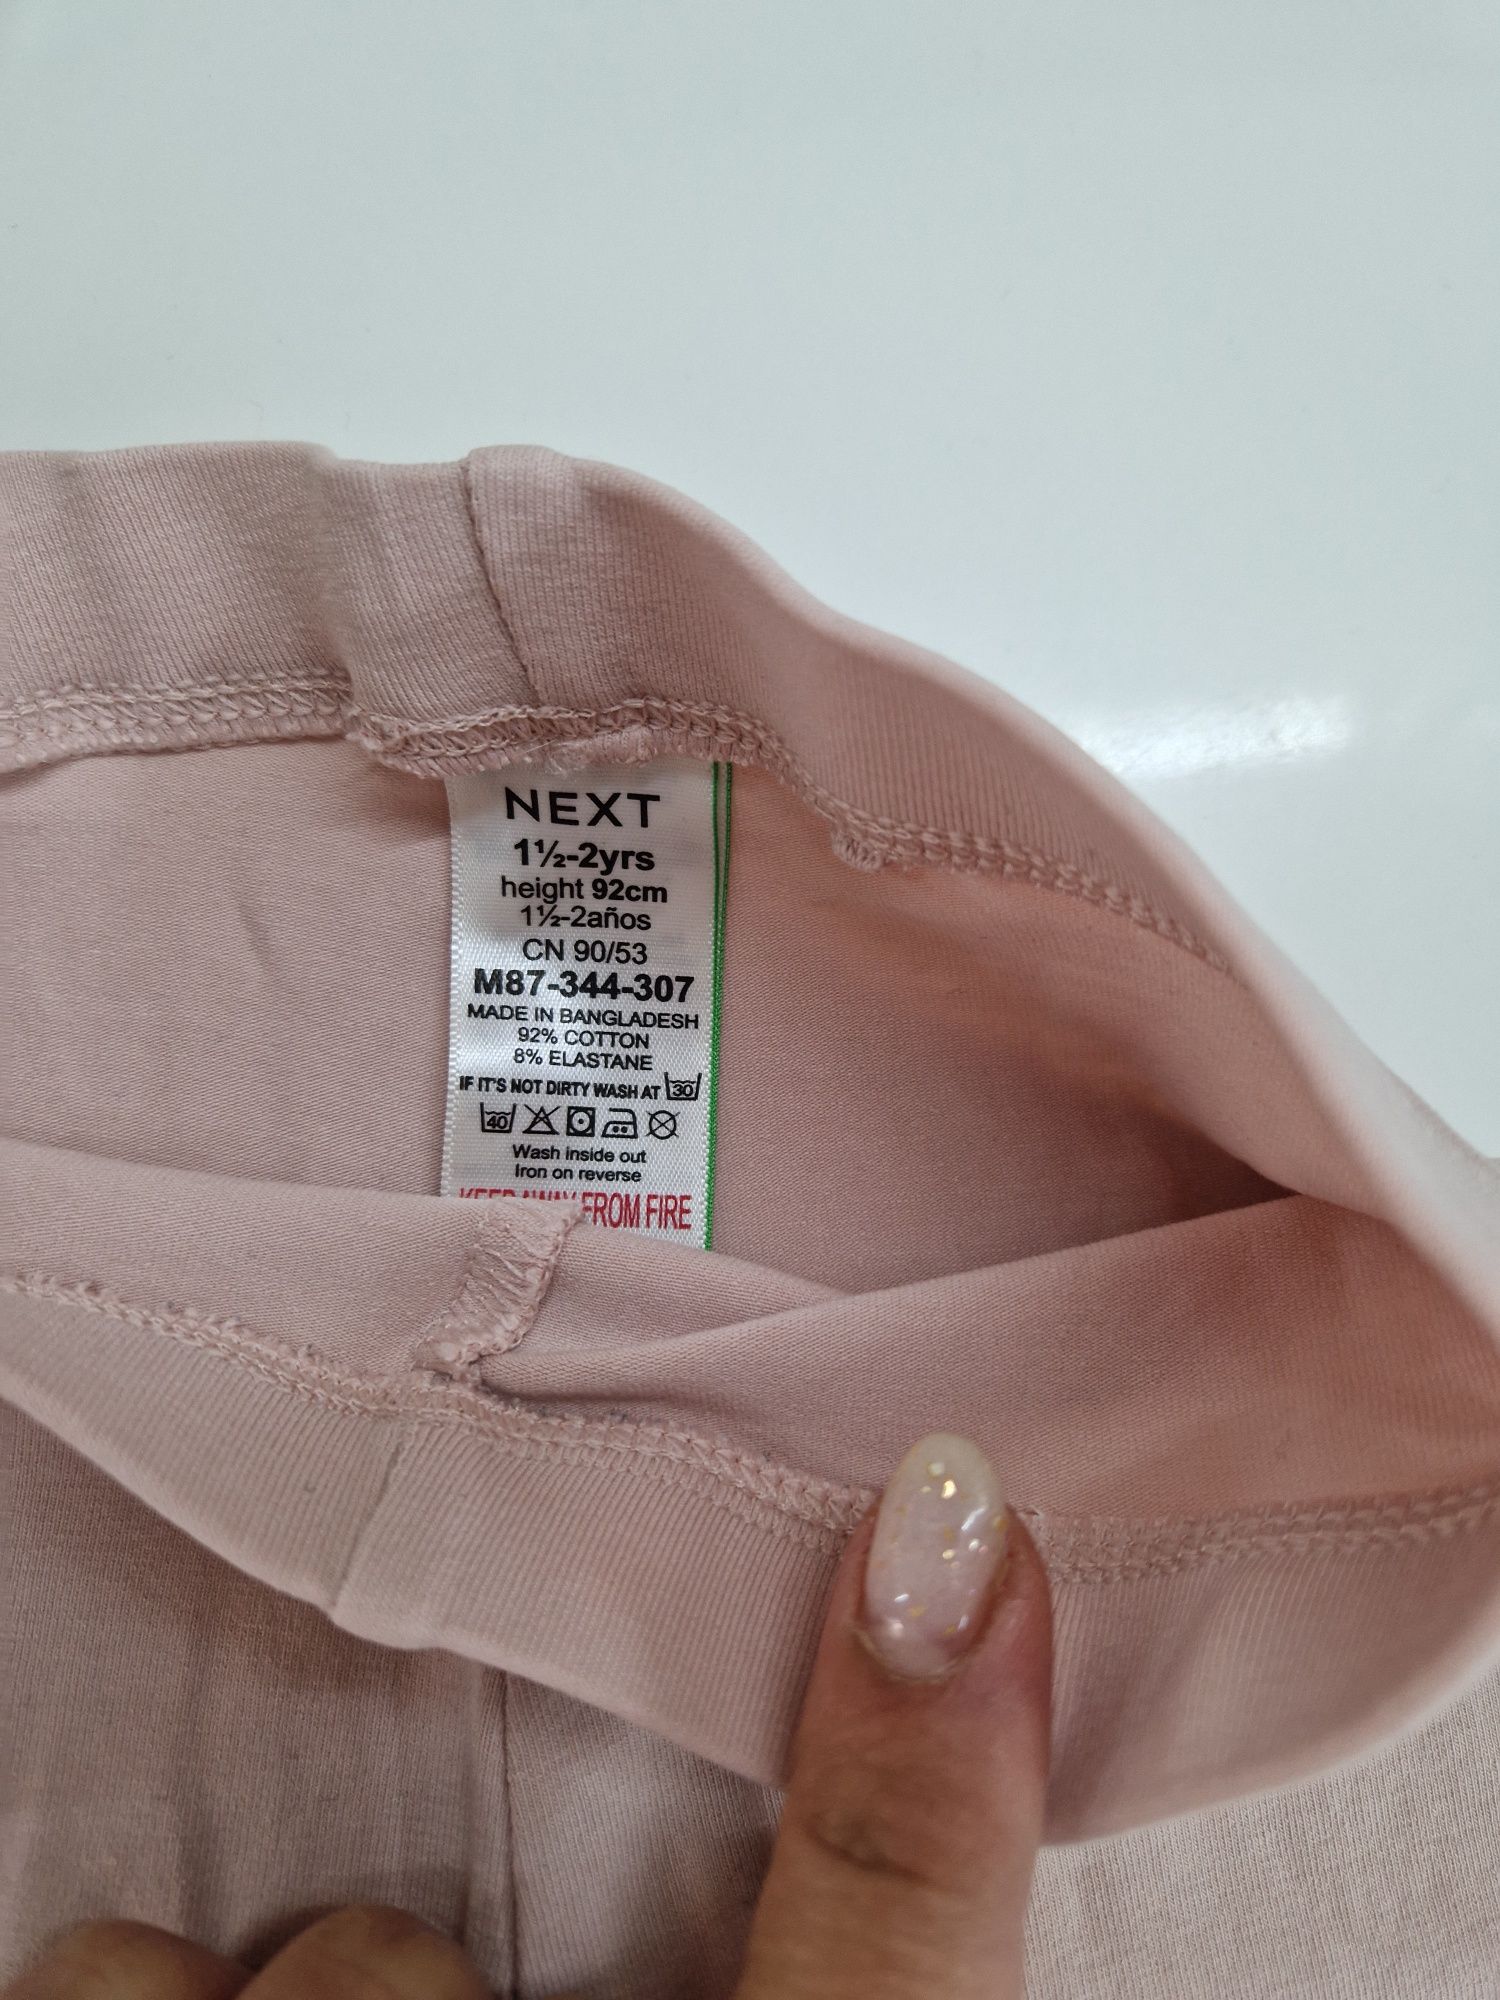 NEXT
1½-2yrs
height 92cm
1½-2años
CN 90/53
M87-344-307
MADE IN BANGLADESH
92% COTTON
8% ELASTANE
IF IT'S NOT DIRTY WASH AT 30
40
Wash inside out
Iron on reverse
KEEP AWAY FROM FIRE